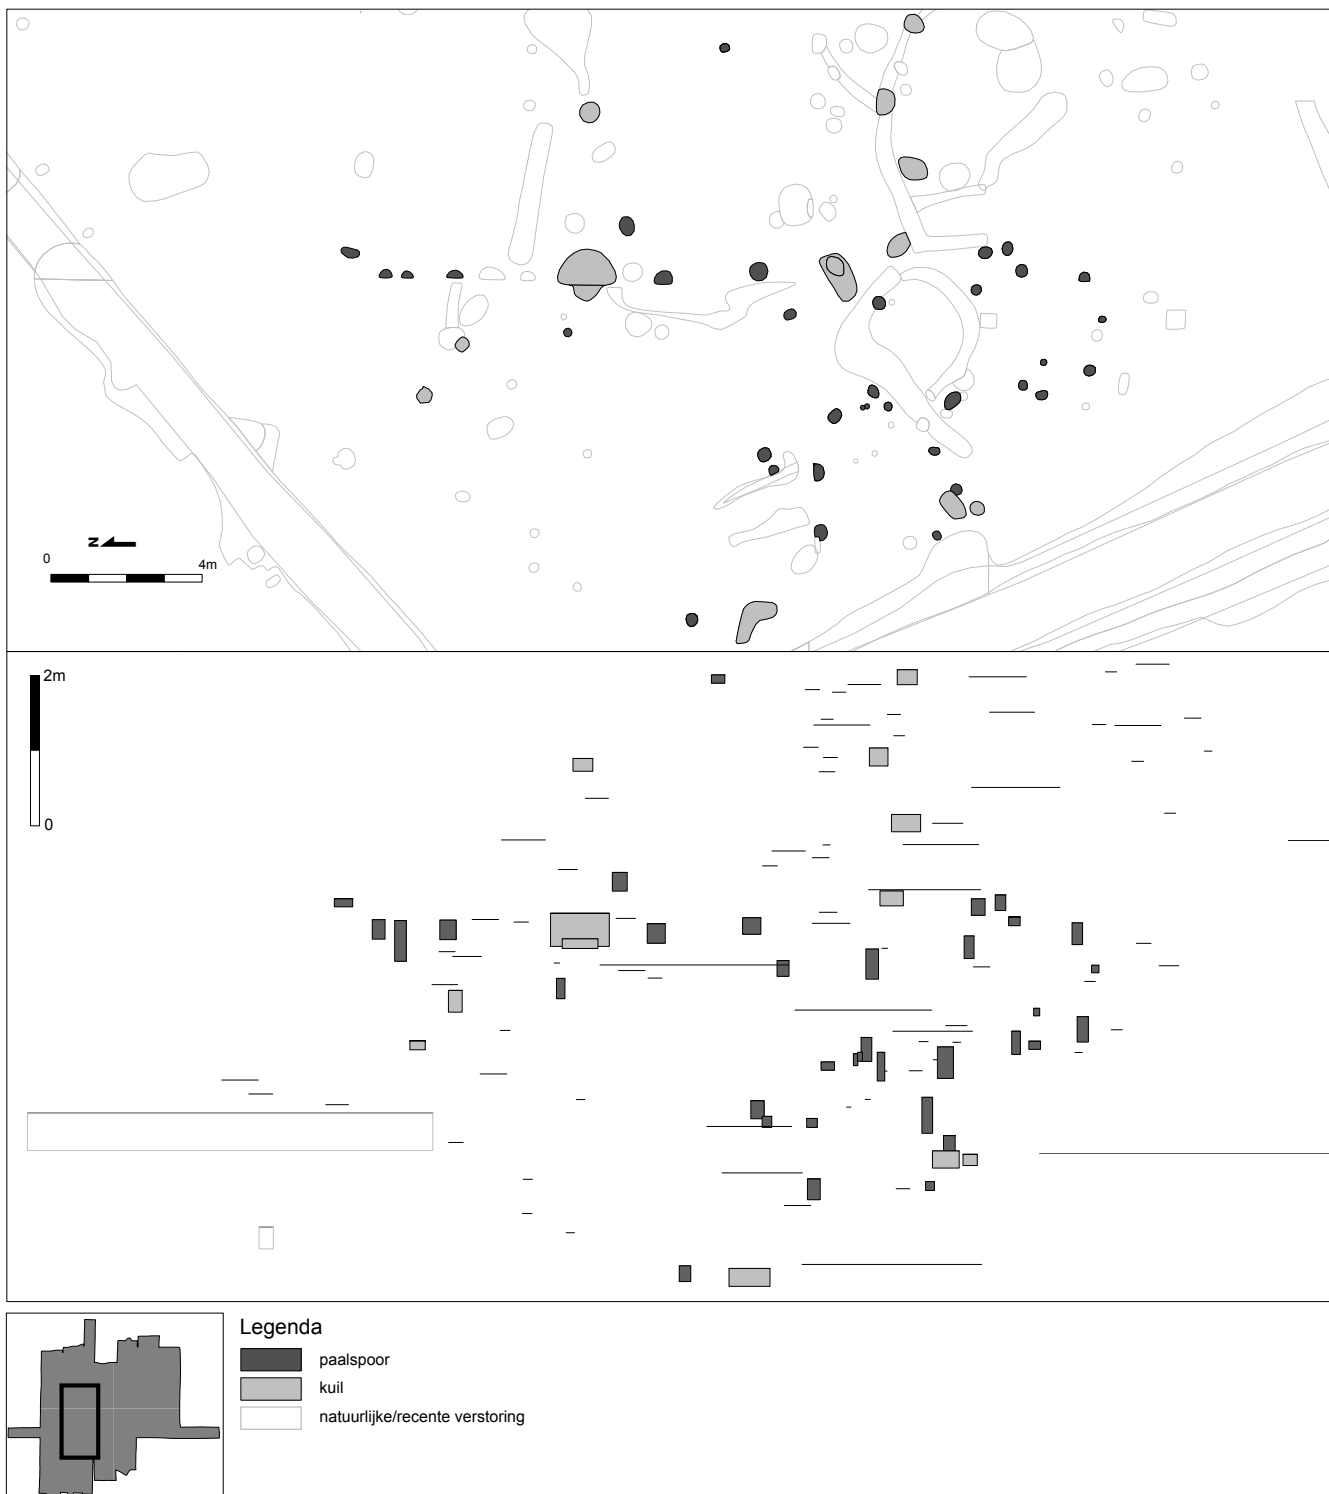 N
0
4m
2m
0
Legenda
paalspoor
kuil
natuurlijke/recente verstoring